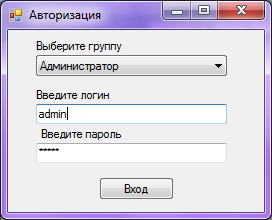 Авторизация
Выберите группу
Администратор
Введите логин
admin
Введите пароль
*****
Вход